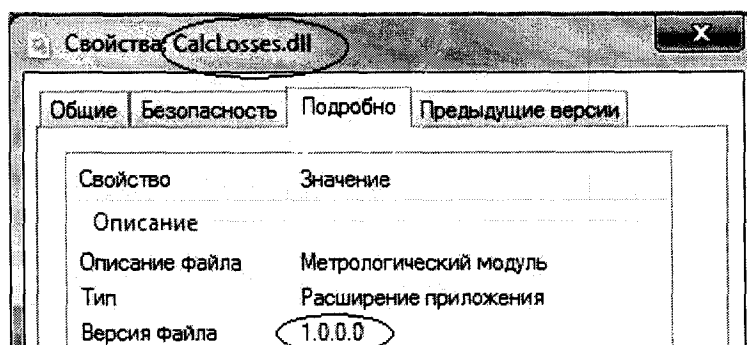 Свойства: CalcLosses.dll
Общие Безопасность Подробно Предыдущие версии
Свойство Значение
Описание
Описание файла Метрологический модуль
Тип Расширение приложения
Версия файла 1.0.0.0